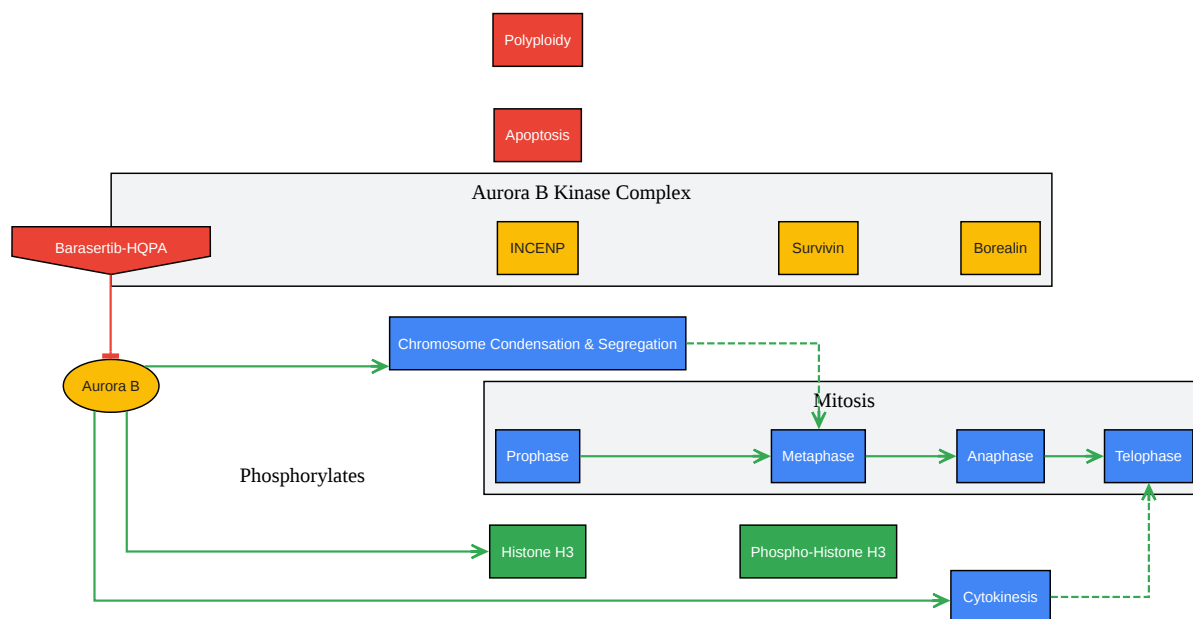 Polyploidy
Apoptosis
Aurora B Kinase Complex
Barasertib-HQPA
INCENP
Survivin
Borealin
Chromosome Condensation & Segregation
Aurora B
Mitosis
Prophase
Metaphase
Anaphase
Telophase
Phosphorylates
Histone H3
Phospho-Histone H3
Cytokinesis